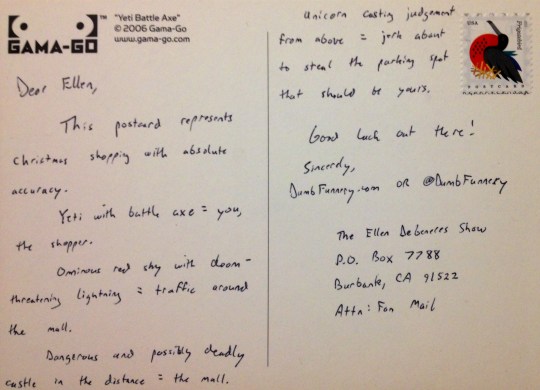 GAMA-GO
"Yeti Battle Axe"
© 2006 Gama-Go
www.gama-go.com
Dear Ellen,
This postcard represents
Christmas shopping with absolute
accuracy.
Yeti with battle axe = you,
the shopper.
Ominous red sky with doom-
threatening lightning = traffic around
the mall.
Dangerous and possibly deadly
castle in the distance = the mall.
Unicorn casting judgement
from above = jerk about
to steal the parking spot
that should be yours.
Good luck out there!
Sincerely,
DumbFunnery.com OR @DumbFunnery
The Ellen DeGeneres Show
P.O. Box 7788
Burbank, CA 91522
Attn: Fan Mail
USA
Frigatebird
POSTCARD